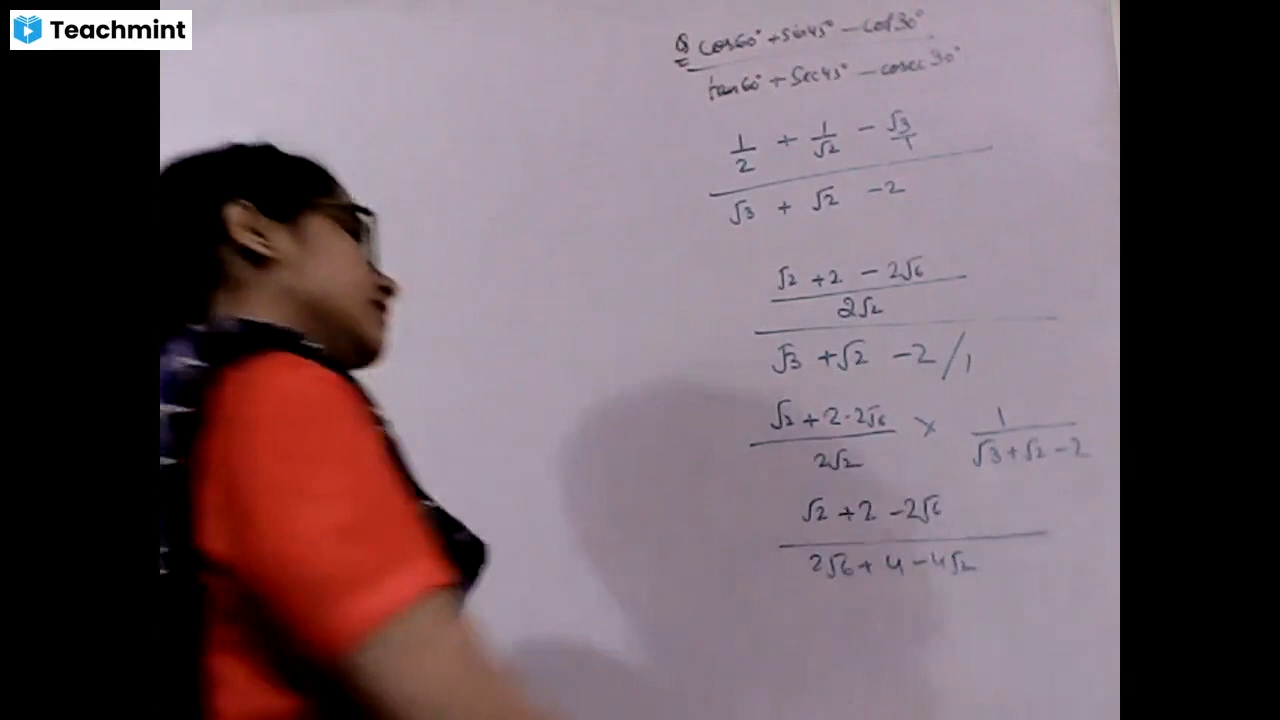 Teachmint
Q cos60° + sin45° - cot30°
tan60° + sec45° - cosec30°
1/2 + 1/√2 - √3/1
√3 + √2 - 2
√2 + 2 - 2√6
2√2
√3 + √2 - 2 / 1
√2 + 2 - 2√6 / 2√2 × 1 / √3 + √2 - 2
√2 + 2 - 2√6
2√6 + 4 - 4√2